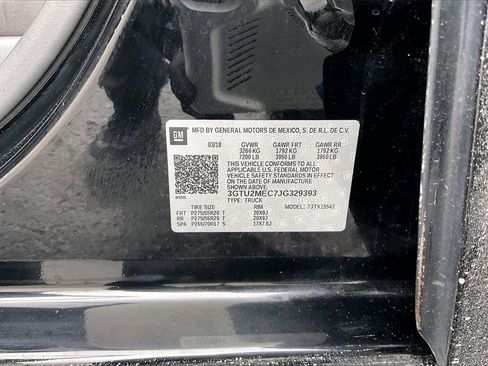 GM
MFD BY GENERAL MOTORS DE MEXICO, S. DE R.L. DE C.V.
03/18 GVWR GAWR FRT GAWR RR
3266 KG 1792 KG 1792 KG
7200 LB 3950 LB 3950 LB
THIS VEHICLE CONFORMS TO ALL
APPLICABLE U.S. FEDERAL MOTOR
VEHICLE SAFETY STANDARDS IN EFFECT
ON THE DATE OF MANUFACTURE
SHOWN ABOVE.
3GTU2MEC7JG329393
TYPE: TRUCK
TIRE SIZE RIM MODEL: 73TK15543
FRT P275/55R20 T 20X9J
RR P275/55R20 T 20X9J
SPA P265/70R17 S 17X7.5J